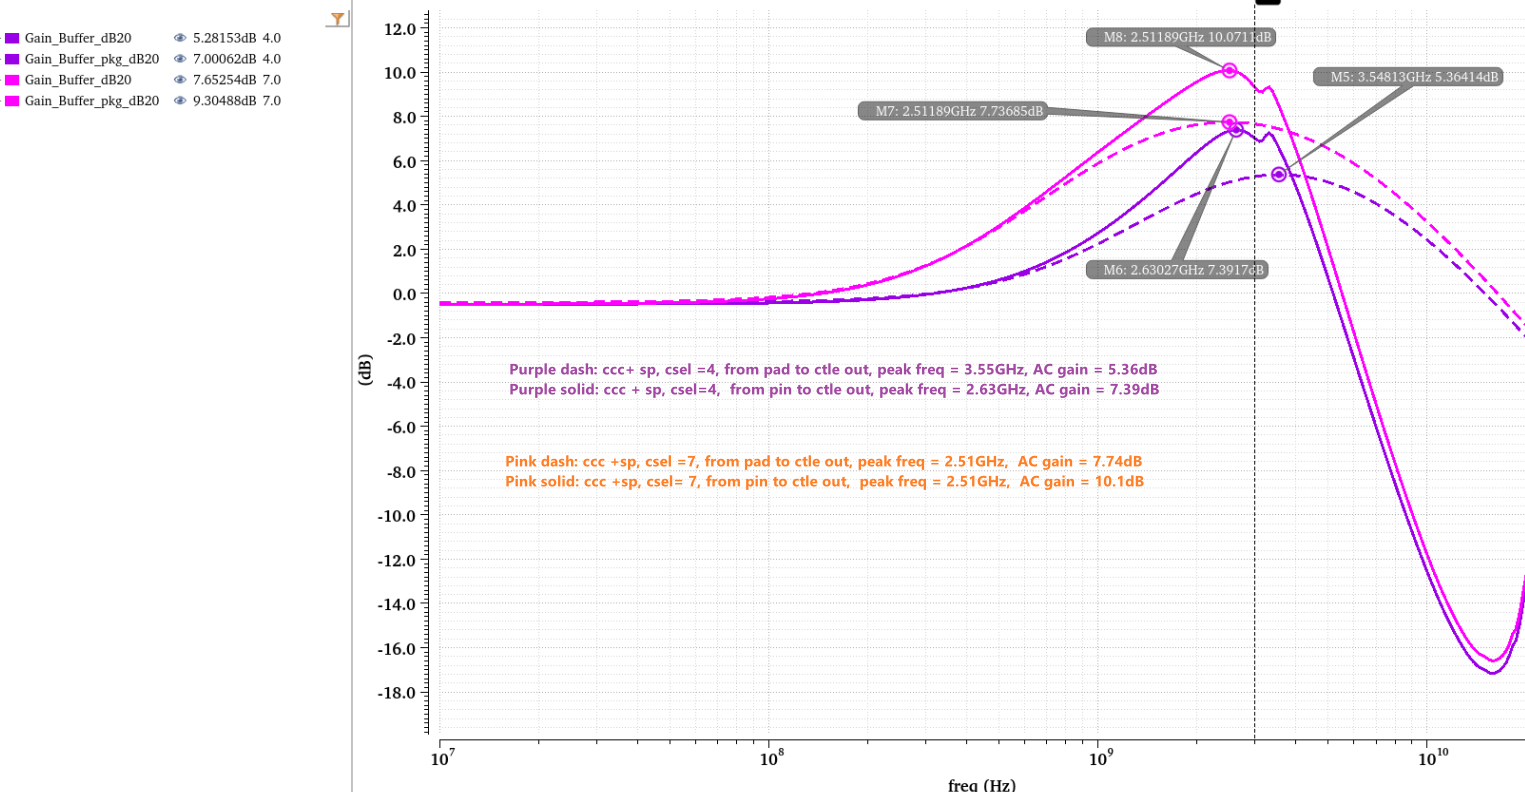 Gain_Buffer_dB20 5.28153dB 4.0
Gain_Buffer_pkg_dB20 7.00062dB 4.0
Gain_Buffer_dB20 7.65254dB 7.0
Gain_Buffer_pkg_dB20 9.30488dB 7.0
12.0
M8: 2.51189GHz 10.0711dB
10.0
M5: 3.54813GHz 5.36414dB
M7: 2.51189GHz 7.73685dB
8.0
6.0
4.0
2.0
M6: 2.63027GHz 7.3917dB
0.0
-2.0
(dB)
Purple dash: ccc+ sp, csel =4, from pad to ctle out, peak freq = 3.55GHz, AC gain = 5.36dB
-4.0
Purple solid: ccc + sp, csel=4, from pin to ctle out, peak freq = 2.63GHz, AC gain = 7.39dB
-6.0
Pink dash: ccc +sp, csel =7, from pad to ctle out, peak freq = 2.51GHz, AC gain = 7.74dB
-8.0
Pink solid: ccc +sp, csel= 7, from pin to ctle out, peak freq = 2.51GHz, AC gain = 10.1dB
-10.0
-12.0
-14.0
-16.0
-18.0
10^7 10^8 10^9 10^10
freq (Hz)